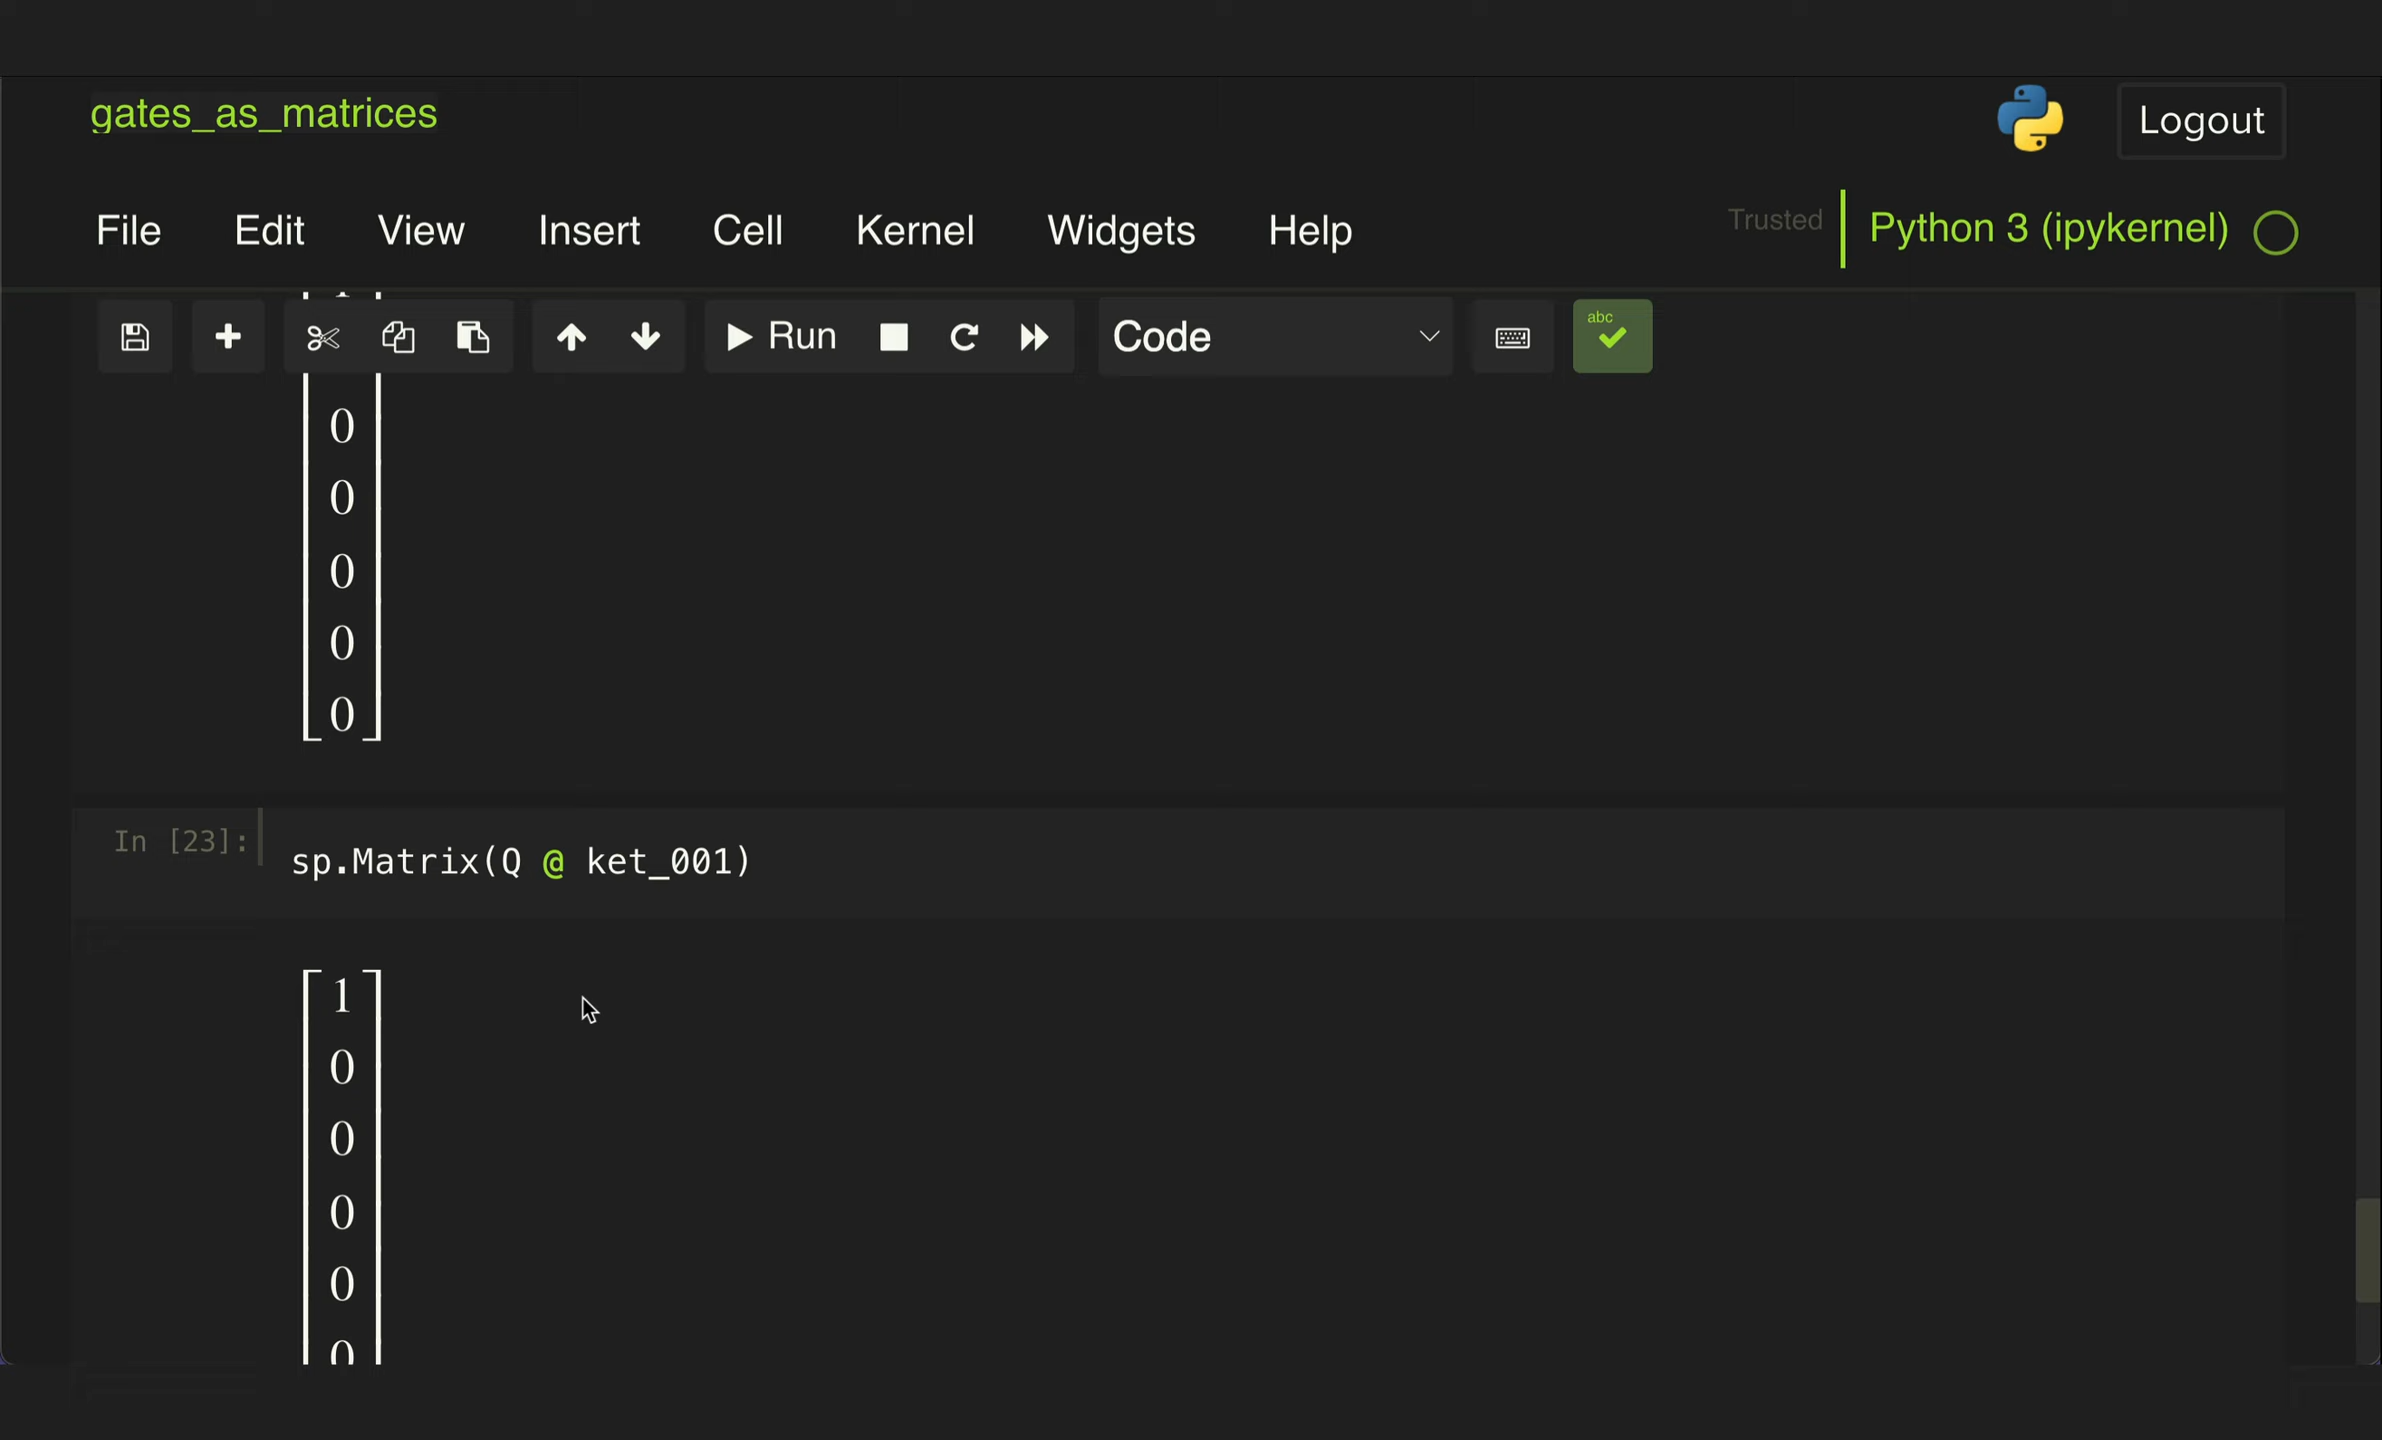 gates_as_matrices
Logout
File Edit View Insert Cell Kernel Widgets Help Trusted Python 3 (ipykernel)
Run Code abc
0
0
0
0
0
In [23]: sp.Matrix(Q @ ket_001)
1
0
0
0
0
0